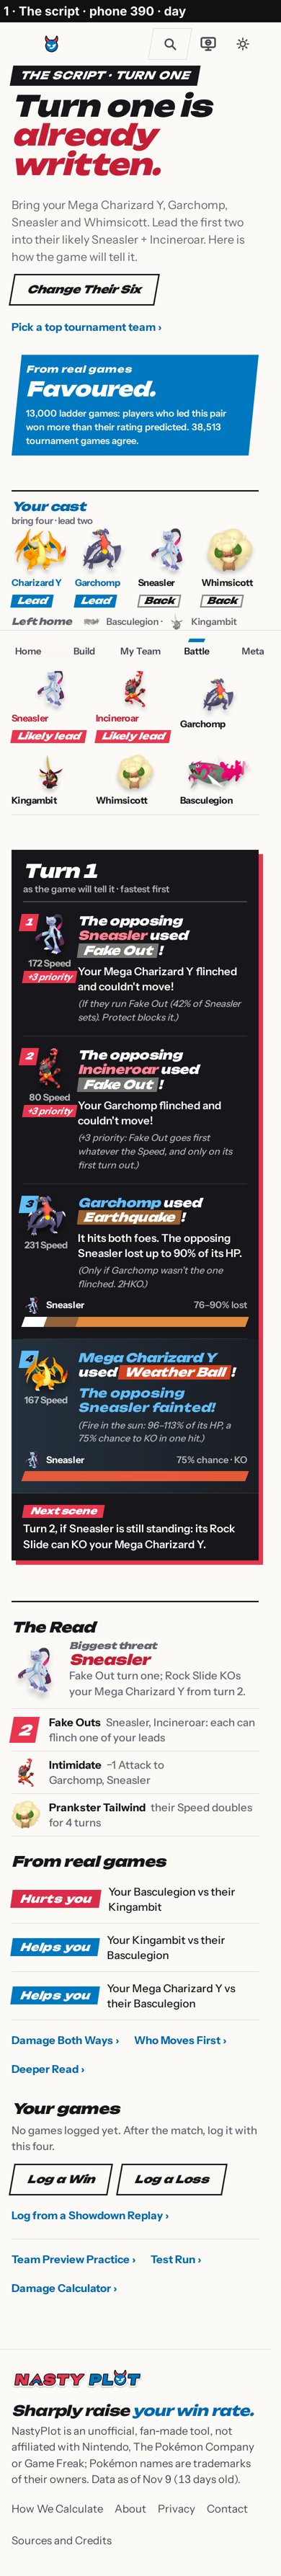 1 · The script · phone 390 · day
THE SCRIPT · TURN ONE
Turn one is
already
written.
Bring your Mega Charizard Y, Garchomp,
Sneasler and Whimsicott. Lead the first two
into their likely Sneasler + Incineroar. Here is
how the game will tell it.
Change Their Six
Pick a top tournament team ›
From real games
Favoured.
13,000 ladder games: players who led this pair
won more than their rating predicted. 38,513
tournament games agree.
Your cast
bring four · lead two
Charizard Y Garchomp Sneasler Whimsicott
Lead Lead Back Back
Left home Basculegion · Kingambit
Home Build My Team Battle Meta
Sneasler Incineroar Garchomp
Likely lead Likely lead
Kingambit Whimsicott Basculegion
Turn 1
as the game will tell it · fastest first
1
172 Speed
+3 priority
The opposing
Sneasler used
Fake Out !
Your Mega Charizard Y flinched
and couldn't move!
(If they run Fake Out (42% of Sneasler
sets). Protect blocks it.)
2
80 Speed
+3 priority
The opposing
Incineroar used
Fake Out !
Your Garchomp flinched and
couldn't move!
(+3 priority: Fake Out goes first
whatever the Speed, and only on its
first turn out.)
3
231 Speed
Garchomp used
Earthquake !
It hits both foes. The opposing
Sneasler lost up to 90% of its HP.
(Only if Garchomp wasn't the one
flinched. 2HKO.)
Sneasler 76–90% lost
4
167 Speed
Mega Charizard Y
used Weather Ball !
The opposing
Sneasler fainted!
(Fire in the sun: 96–113% of its HP, a
75% chance to KO in one hit.)
Sneasler 75% chance · KO
Next scene
Turn 2, if Sneasler is still standing: its Rock
Slide can KO your Mega Charizard Y.
The Read
Biggest threat
Sneasler
Fake Out turn one; Rock Slide KOs
your Mega Charizard Y from turn 2.
2 Fake Outs Sneasler, Incineroar: each can
flinch one of your leads
Intimidate −1 Attack to
Garchomp, Sneasler
Prankster Tailwind their Speed doubles
for 4 turns
From real games
Hurts you Your Basculegion vs their
Kingambit
Helps you Your Kingambit vs their
Basculegion
Helps you Your Mega Charizard Y vs
their Basculegion
Damage Both Ways › Who Moves First ›
Deeper Read ›
Your games
No games logged yet. After the match, log it with
this four.
Log a Win Log a Loss
Log from a Showdown Replay ›
Team Preview Practice › Test Run ›
Damage Calculator ›
NASTY PLOT
Sharply raise your win rate.
NastyPlot is an unofficial, fan-made tool, not
affiliated with Nintendo, The Pokémon Company
or Game Freak; Pokémon names are trademarks
of their owners. Data as of Nov 9 (13 days old).
How We Calculate About Privacy Contact
Sources and Credits